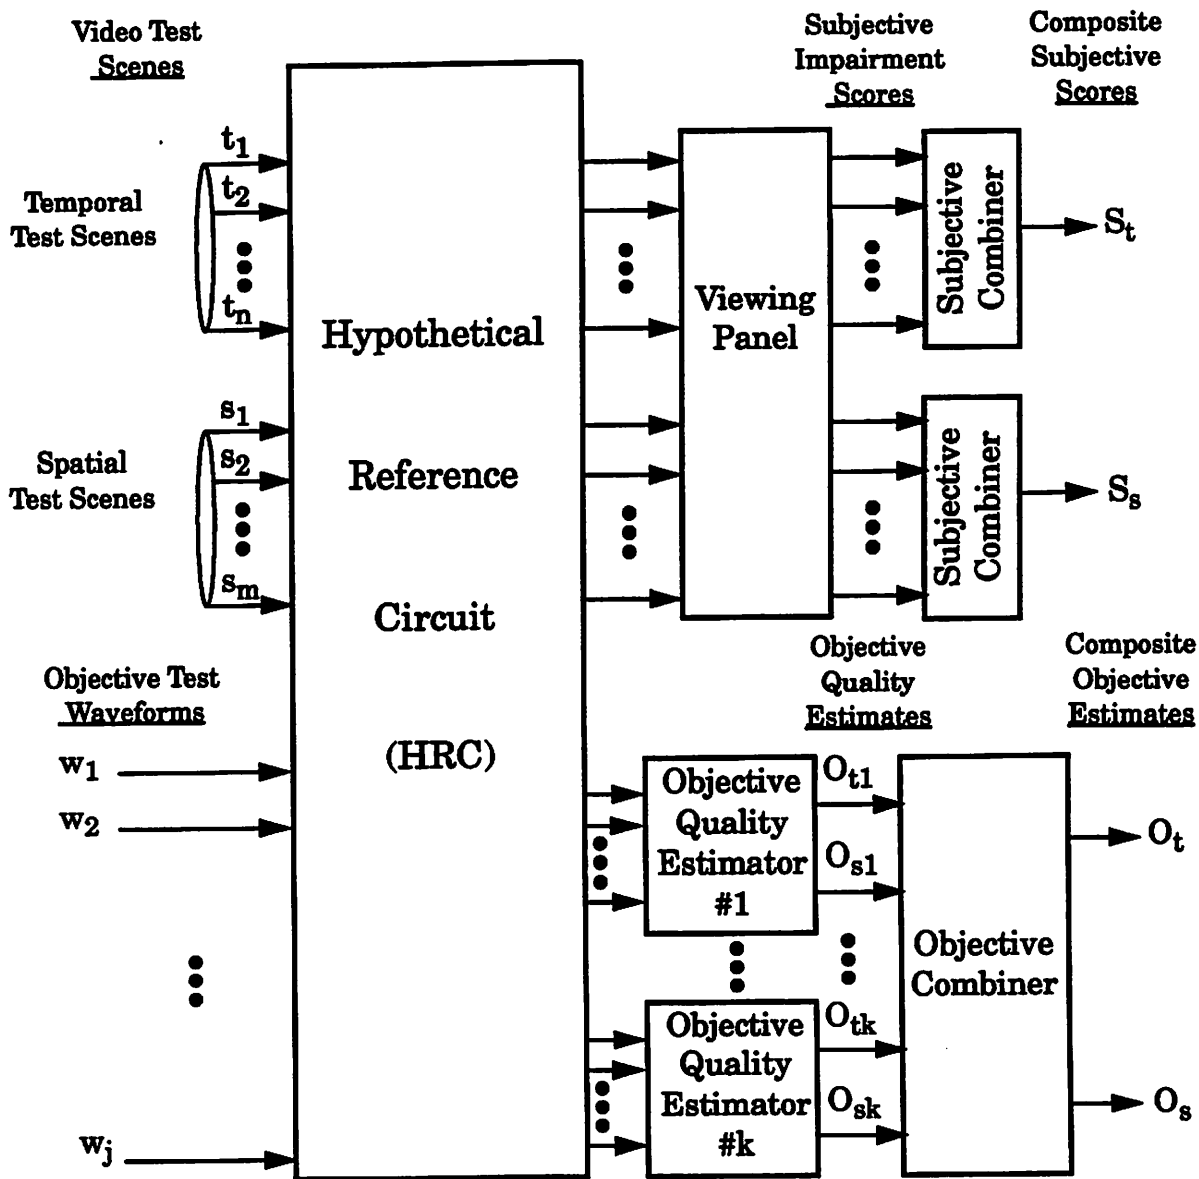 Video Test
Scenes
Subjective
Impairment
Scores
Composite
Subjective
Scores
Temporal
Test Scenes
t1
t2
tn
Spatial
Test Scenes
s1
s2
sm
Objective Test
Waveforms
w1
w2
wj
Hypothetical
Reference
Circuit
(HRC)
Viewing
Panel
Subjective
Combiner
St
Subjective
Combiner
Ss
Objective
Quality
Estimates
Composite
Objective
Estimates
Objective
Quality
Estimator
#1
Ot1
Os1
Objective
Quality
Estimator
#k
Otk
Osk
Objective
Combiner
Ot
Os